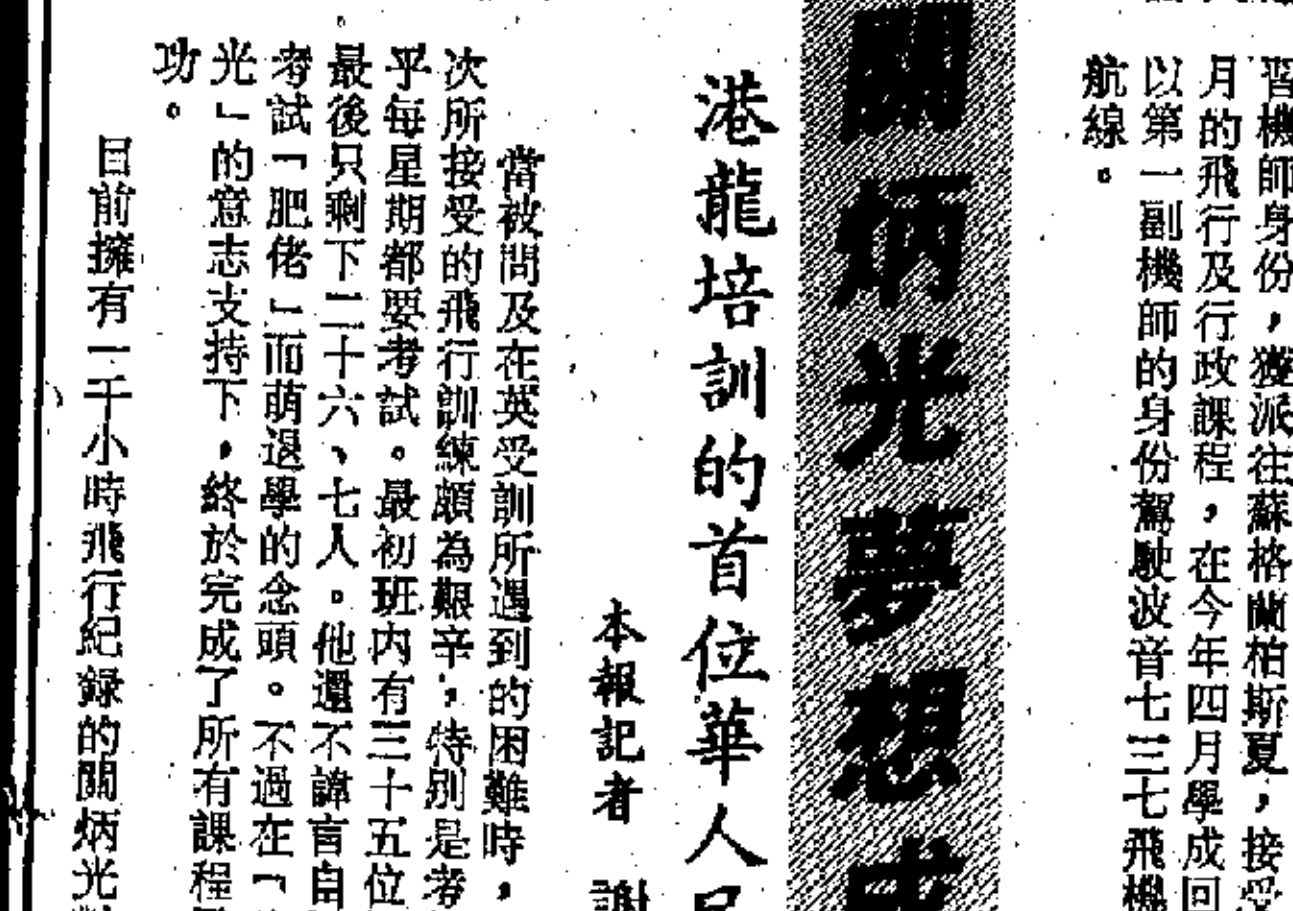 習機師身份，獲派往蘇格蘭柏斯夏，接受
月的飛行及行政課程，在今年四月學成回
以第一副機師的身份駕駛波音七三七飛機
航線。
關炳光夢想成
港龍培訓的首位華人民
本報記者　謝
當被問及在英受訓所遇到的困難時，
次所接受的飛行訓練頗為艱辛，特別是考
乎每星期都要考試。最初班內有三十五位
最後只剩下二十六、七人。他還不諱言自
考試「肥佬」而萌退學的念頭。不過在「
光」的意志支持下，終於完成了所有課程
功。
目前擁有一千小時飛行紀錄的關炳光